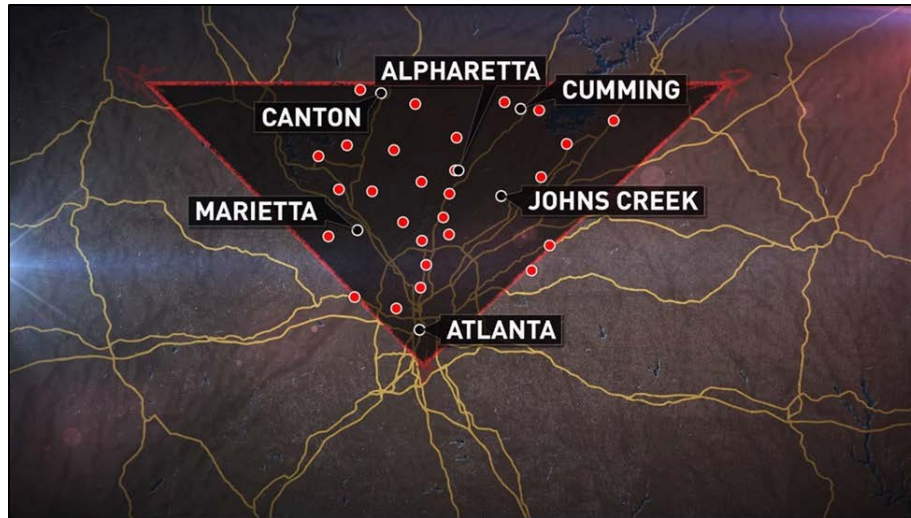 ALPHARETTA
CANTON
CUMMING
MARIETTA
JOHNS CREEK
ATLANTA